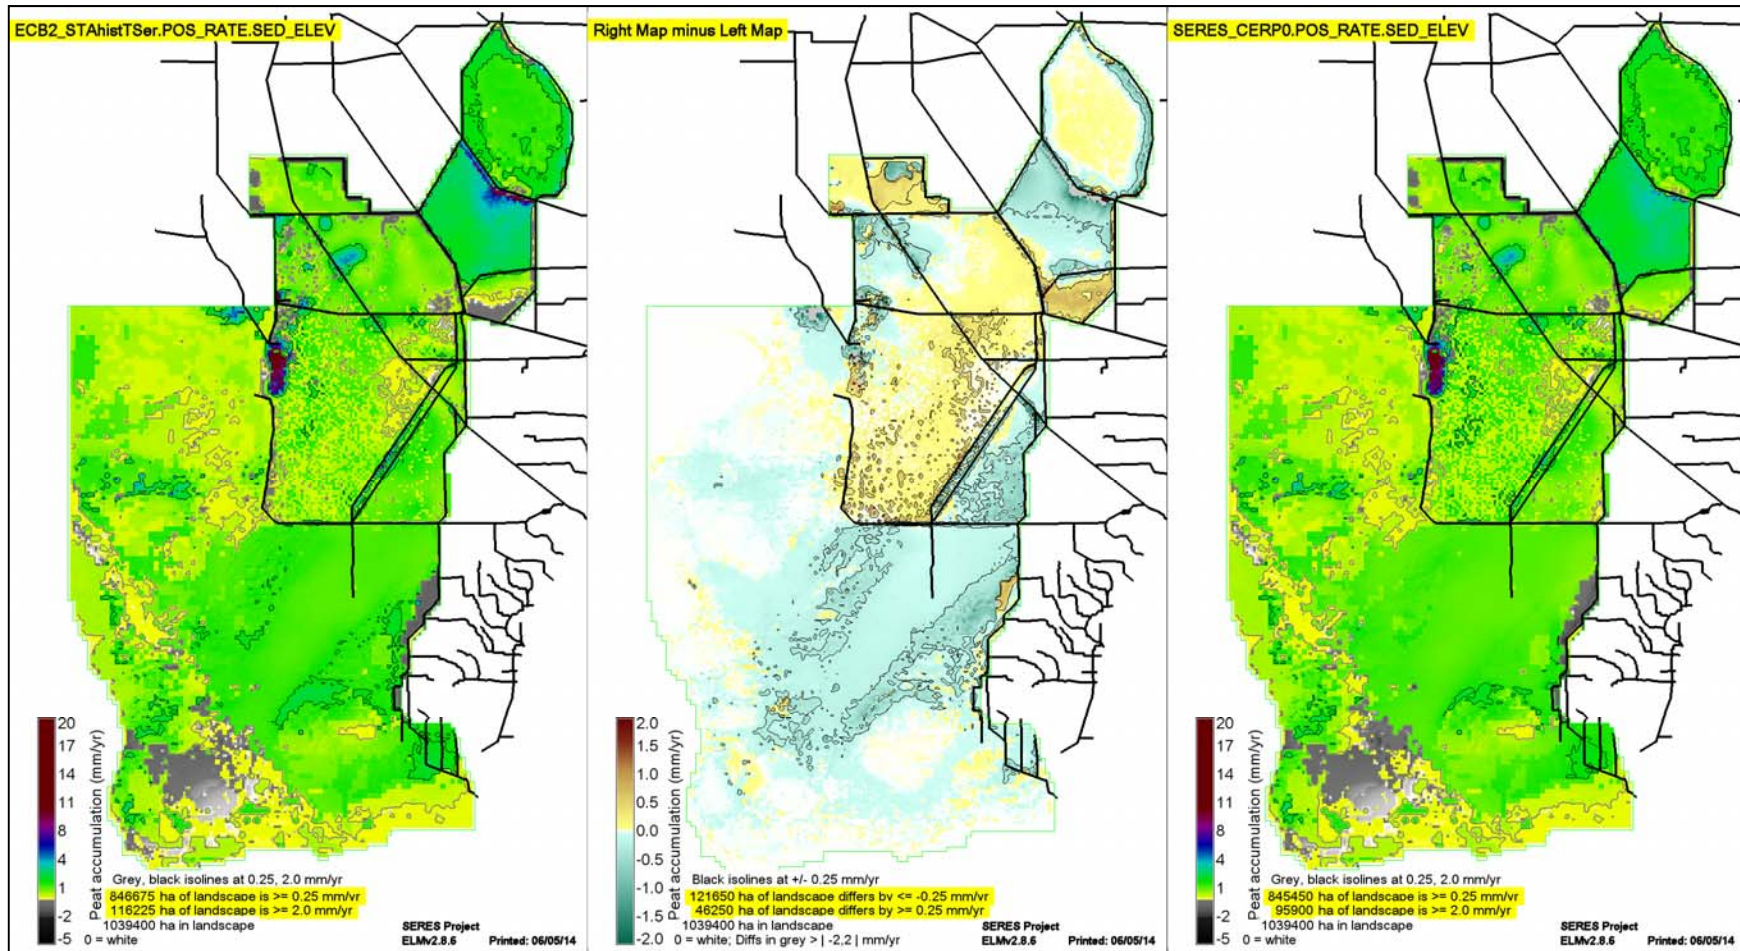 ECB2_STAhistTSer.POS_RATE.SED_ELEV
20
17
14
11
8
4
1
-2
-5
Peat accumulation (mm/yr)
Grey, black isolines at 0.25, 2.0 mm/yr
846675 ha of landscape is >= 0.25 mm/yr
116225 ha of landscape is >= 2.0 mm/yr
1039400 ha in landscape
0 = white
SERES Project
ELMv2.8.6
Printed: 06/05/14
Right Map minus Left Map
2.0
1.5
1.0
0.5
0.0
-0.5
-1.0
-1.5
-2.0
Peat accumulation (mm/yr)
Black isolines at +/- 0.25 mm/yr
121650 ha of landscape differs by <= -0.25 mm/yr
46250 ha of landscape differs by >= 0.25 mm/yr
1039400 ha in landscape
0 = white; Diffs in grey > | -2,2 | mm/yr
SERES Project
ELMv2.8.6
Printed: 06/05/14
SERES_CERP0.POS_RATE.SED_ELEV
20
17
14
11
8
4
1
-2
-5
Peat accumulation (mm/yr)
Grey, black isolines at 0.25, 2.0 mm/yr
845450 ha of landscape is >= 0.25 mm/yr
95900 ha of landscape is >= 2.0 mm/yr
1039400 ha in landscape
0 = white
SERES Project
ELMv2.8.6
Printed: 06/05/14